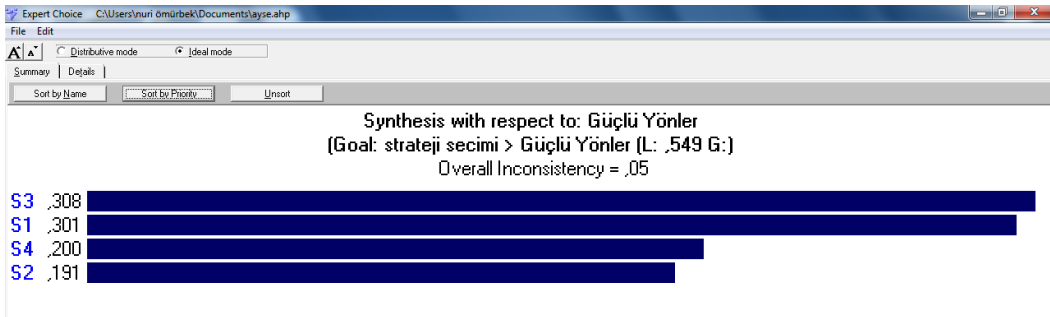 Expert Choice C:\Users\nuri ömürbek\Documents\ayse.ahp
File Edit
A A Distributive mode Ideal mode
Summary Details
Sort by Name Sort by Priority Unsort
Synthesis with respect to: Güçlü Yönler
(Goal: strateji secimi > Güçlü Yönler (L: ,549 G:)
Overall Inconsistency = ,05
S3 ,308
S1 ,301
S4 ,200
S2 ,191